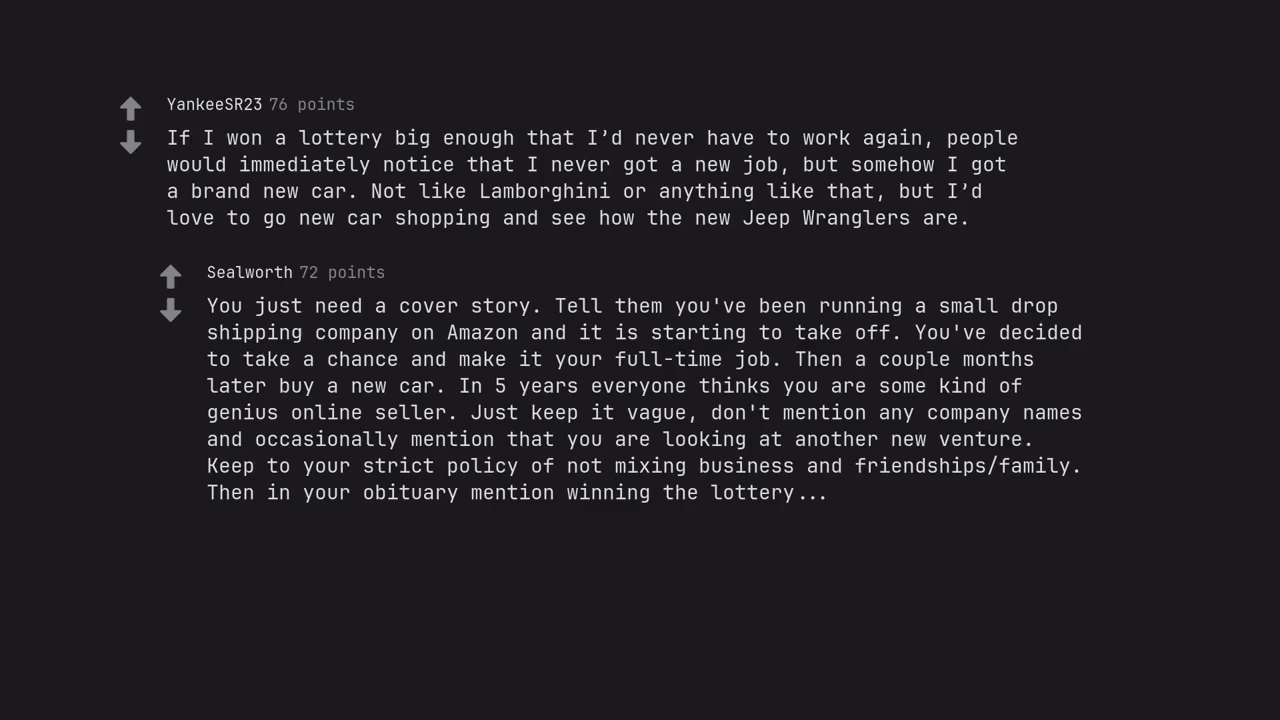 YankeeSR23 76 points
If I won a lottery big enough that I’d never have to work again, people
would immediately notice that I never got a new job, but somehow I got
a brand new car. Not like Lamborghini or anything like that, but I’d
love to go new car shopping and see how the new Jeep Wranglers are.
Sealworth 72 points
You just need a cover story. Tell them you've been running a small drop
shipping company on Amazon and it is starting to take off. You've decided
to take a chance and make it your full-time job. Then a couple months
later buy a new car. In 5 years everyone thinks you are some kind of
genius online seller. Just keep it vague, don't mention any company names
and occasionally mention that you are looking at another new venture.
Keep to your strict policy of not mixing business and friendships/family.
Then in your obituary mention winning the lottery...